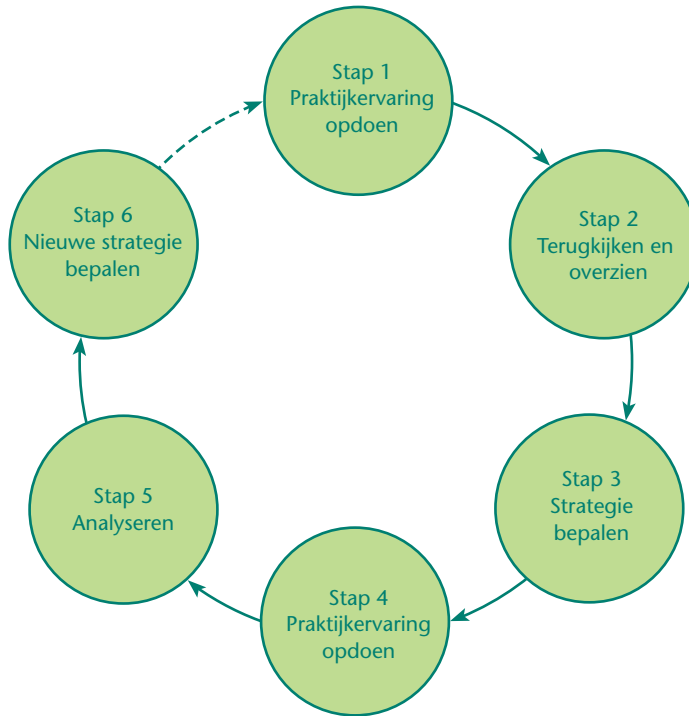 Stap 1
Praktijkervaring
opdoen
Stap 2
Terugkijken en
overzien
Stap 3
Strategie
bepalen
Stap 4
Praktijkervaring
opdoen
Stap 5
Analyseren
Stap 6
Nieuwe strategie
bepalen